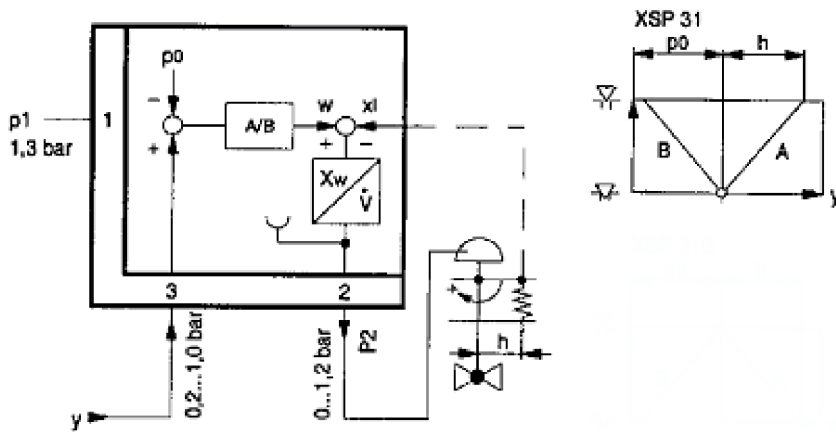 XSP 31
p0
h
B
A
y
p0
−
+
A/B
w
xl
+
−
Xw
V̇
p1
1,3 bar
1
3
2
0,2...1,0 bar
0...1,2 bar
P2
+
h
y